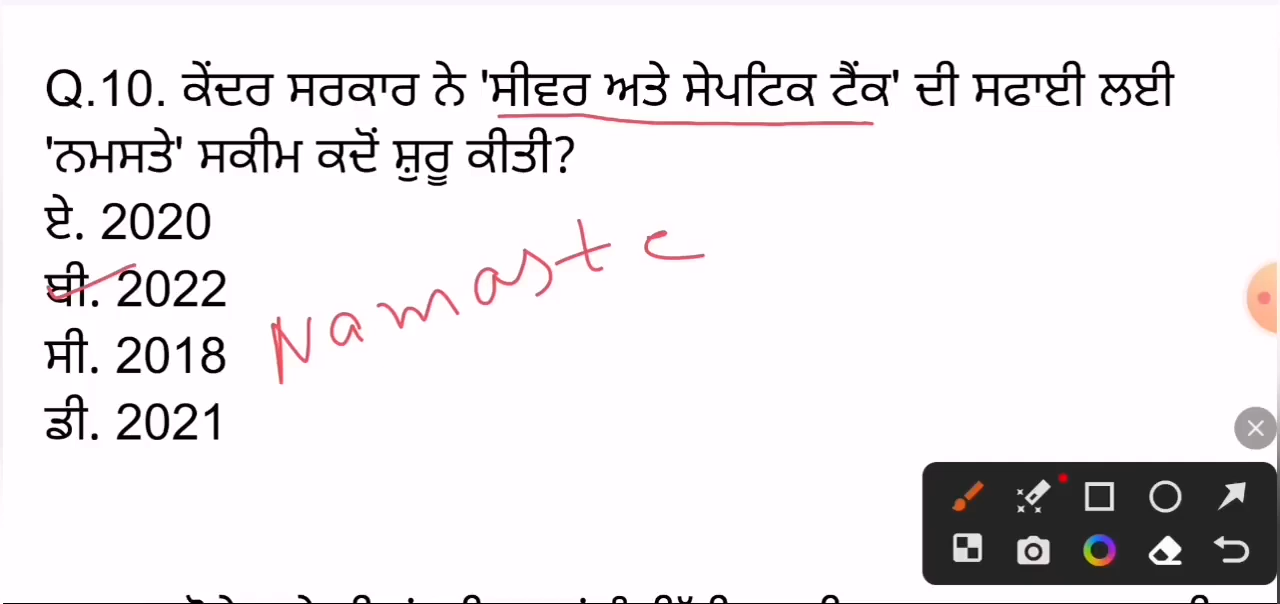 Q.10. ਕੇਂਦਰ ਸਰਕਾਰ ਨੇ 'ਸੀਵਰ ਅਤੇ ਸੇਪਟਿਕ ਟੈਂਕ' ਦੀ ਸਫਾਈ ਲਈ
'ਨਮਸਤੇ' ਸਕੀਮ ਕਦੋਂ ਸ਼ੁਰੂ ਕੀਤੀ?
ਏ. 2020
ਬੀ. 2022
ਸੀ. 2018
ਡੀ. 2021
Namaste